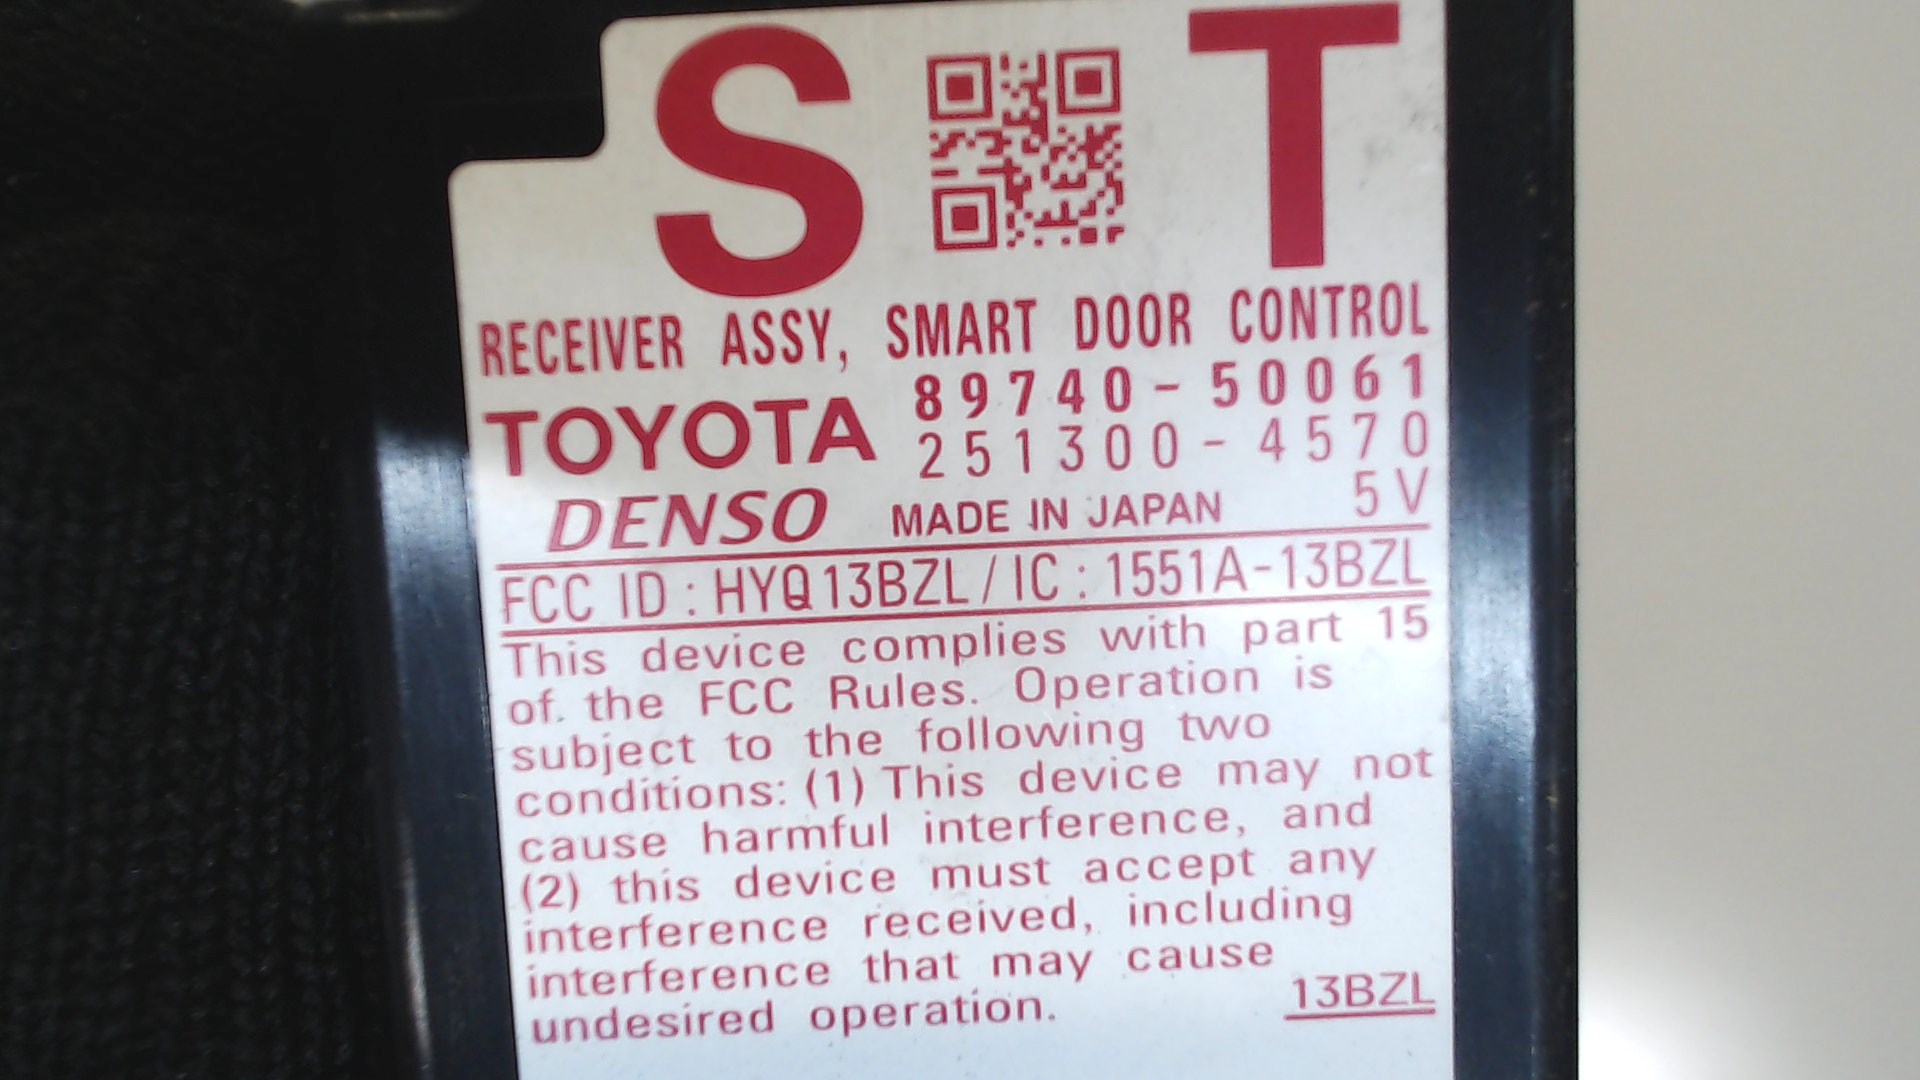 S T
RECEIVER ASSY, SMART DOOR CONTROL
TOYOTA 89740-50061
251300-4570
DENSO MADE IN JAPAN 5V
FCC ID : HYQ13BZL / IC : 1551A-13BZL
This device complies with part 15
of the FCC Rules. Operation is
subject to the following two
conditions: (1) This device may not
cause harmful interference, and
(2) this device must accept any
interference received, including
interference that may cause
undesired operation. 13BZL